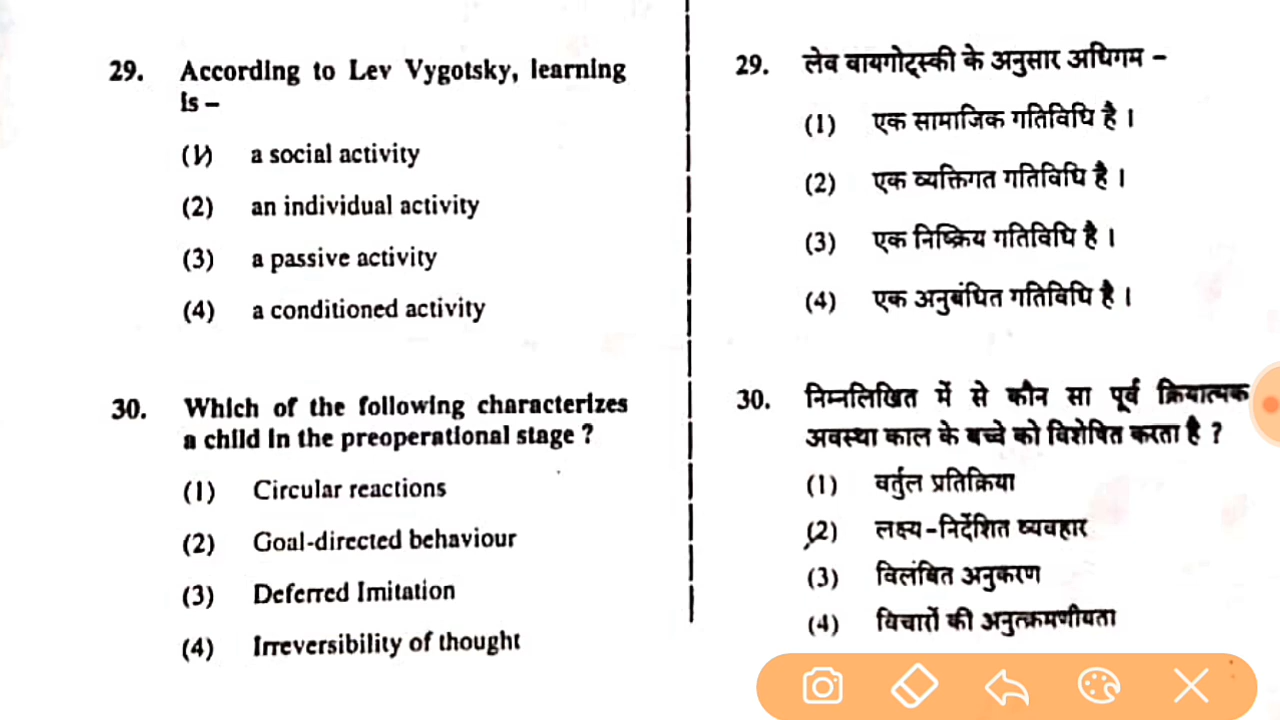 29. According to Lev Vygotsky, learning
is –
(1) a social activity
(2) an individual activity
(3) a passive activity
(4) a conditioned activity
30. Which of the following characterizes
a child in the preoperational stage ?
(1) Circular reactions
(2) Goal-directed behaviour
(3) Deferred Imitation
(4) Irreversibility of thought
29. लेव वायगोट्स्की के अनुसार अधिगम –
(1) एक सामाजिक गतिविधि है ।
(2) एक व्यक्तिगत गतिविधि है ।
(3) एक निष्क्रिय गतिविधि है ।
(4) एक अनुबंधित गतिविधि है ।
30. निम्नलिखित में से कौन सा पूर्व क्रियात्मक
अवस्था काल के बच्चे को विशेषित करता है ?
(1) वर्तुल प्रतिक्रिया
(2) लक्ष्य-निर्देशित व्यवहार
(3) विलंबित अनुकरण
(4) विचारों की अनुत्क्रमणीयता